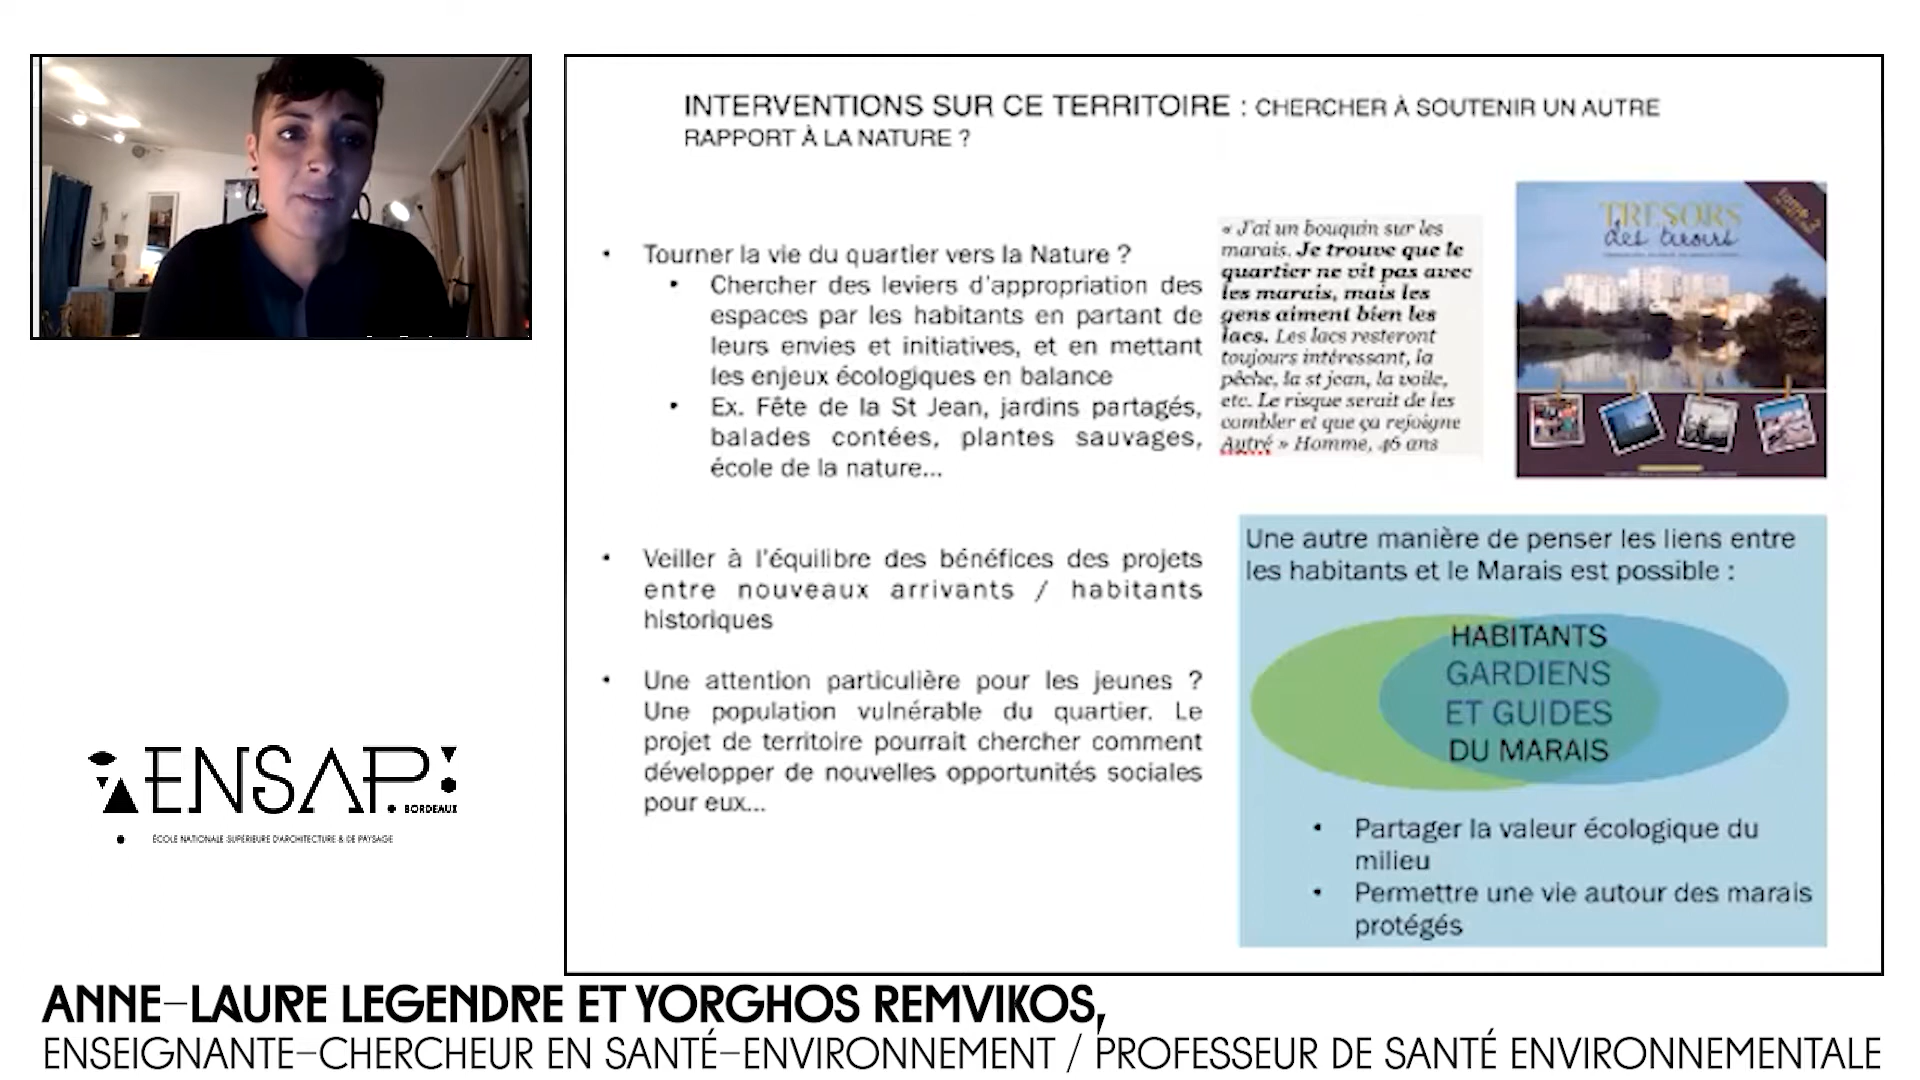 INTERVENTIONS SUR CE TERRITOIRE : CHERCHER À SOUTENIR UN AUTRE
RAPPORT À LA NATURE ?
• Tourner la vie du quartier vers la Nature ?
• Chercher des leviers d'appropriation des
espaces par les habitants en partant de
leurs envies et initiatives, et en mettant
les enjeux écologiques en balance
• Ex. Fête de la St Jean, jardins partagés,
balades contées, plantes sauvages,
école de la nature...
• Veiller à l'équilibre des bénéfices des projets
entre nouveaux arrivants / habitants
historiques
• Une attention particulière pour les jeunes ?
Une population vulnérable du quartier. Le
projet de territoire pourrait chercher comment
développer de nouvelles opportunités sociales
pour eux...
« J'ai un bouquin sur les
marais. Je trouve que le
quartier ne vit pas avec
les marais, mais les
gens aiment bien les
lacs. Les lacs resteront
toujours intéressant, la
pêche, la st jean, la voile,
etc. Le risque serait de les
combler et que ça rejoigne
Autré » Homme, 46 ans
TRESORS
des tiroirs
Tome 3
Une autre manière de penser les liens entre
les habitants et le Marais est possible :
HABITANTS
GARDIENS
ET GUIDES
DU MARAIS
• Partager la valeur écologique du
milieu
• Permettre une vie autour des marais
protégés
ENSAP
BORDEAUX
ÉCOLE NATIONALE SUPÉRIEURE D'ARCHITECTURE & DE PAYSAGE
ANNE-LAURE LEGENDRE ET YORGHOS REMVIKOS,
ENSEIGNANTE-CHERCHEUR EN SANTÉ-ENVIRONNEMENT / PROFESSEUR DE SANTÉ ENVIRONNEMENTALE